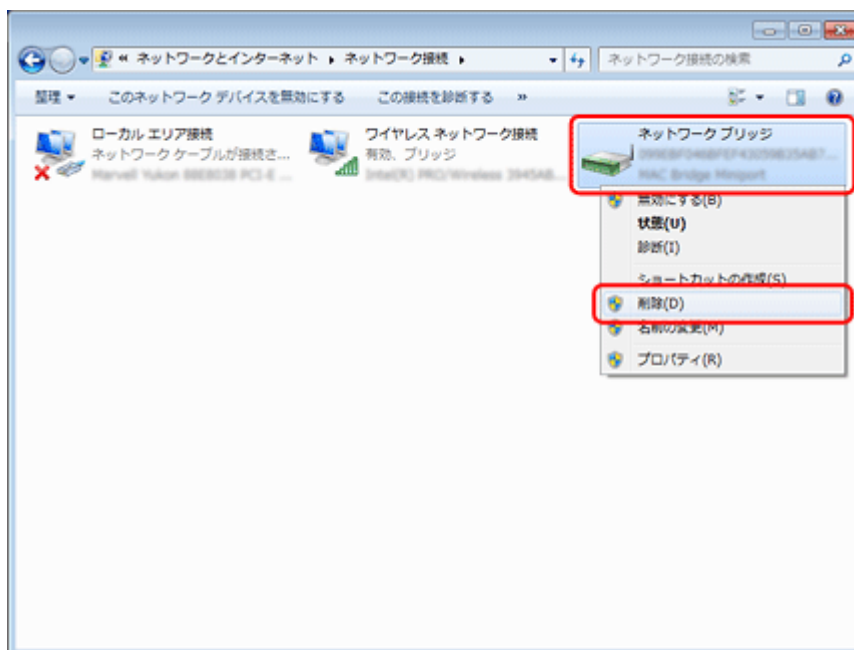 « ネットワークとインターネット ▸ ネットワーク接続 ▸
ネットワーク接続の検索
整理 ▼ このネットワーク デバイスを無効にする この接続を診断する »
ローカル エリア接続
ネットワーク ケーブルが接続さ...
ワイヤレス ネットワーク接続
有効、ブリッジ
ネットワーク ブリッジ
MAC Bridge Miniport
無効にする(B)
状態(U)
診断(I)
ショートカットの作成(S)
削除(D)
名前の変更(M)
プロパティ(R)